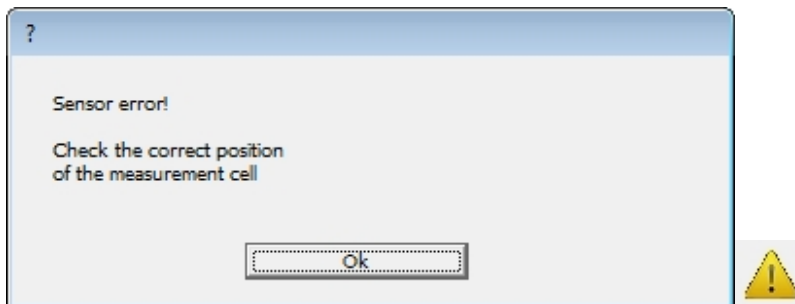 ?
Sensor error!
Check the correct position
of the measurement cell
Ok
!